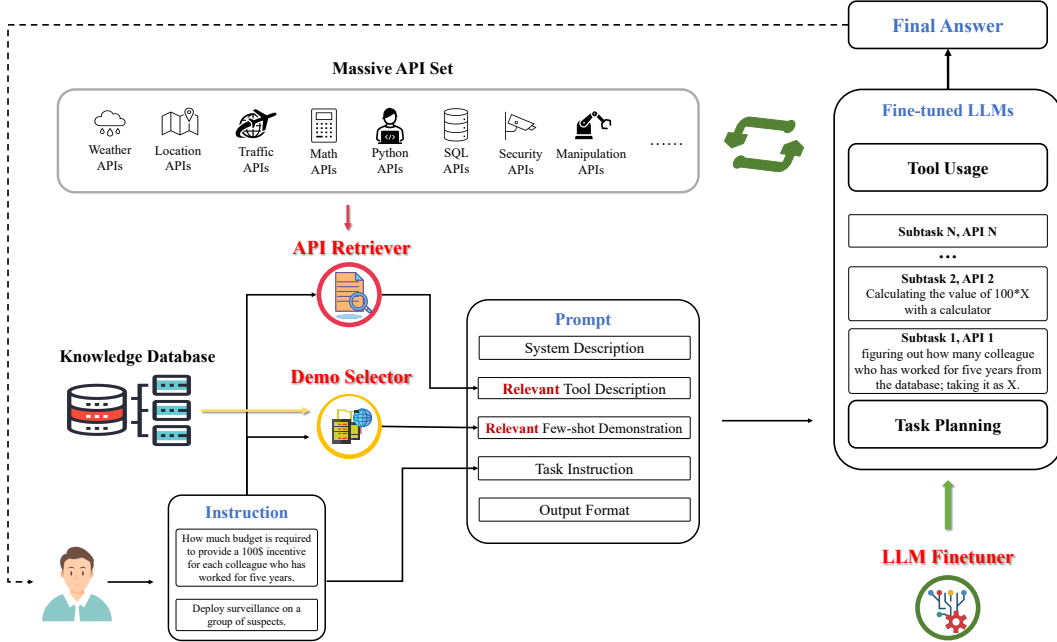 Final Answer
Massive API Set
Weather
APIs
Location
APIs
Traffic
APIs
Math
APIs
Python
APIs
SQL
APIs
Security
APIs
Manipulation
APIs
......
API Retriever
Knowledge Database
Demo Selector
Instruction
How much budget is required
to provide a 100$ incentive
for each colleague who has
worked for five years.
Deploy surveillance on a
group of suspects.
Prompt
System Description
Relevant Tool Description
Relevant Few-shot Demonstration
Task Instruction
Output Format
Fine-tuned LLMs
Tool Usage
Subtask N, API N
...
Subtask 2, API 2
Calculating the value of 100*X
with a calculator
Subtask 1, API 1
figuring out how many colleague
who has worked for five years from
the database; taking it as X.
Task Planning
LLM Finetuner